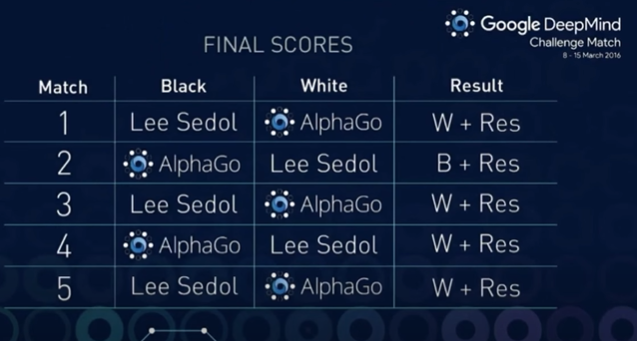 Google DeepMind
Challenge Match
8 - 15 March 2016
FINAL SCORES
Match Black White Result
1 Lee Sedol AlphaGo W + Res
2 AlphaGo Lee Sedol B + Res
3 Lee Sedol AlphaGo W + Res
4 AlphaGo Lee Sedol W + Res
5 Lee Sedol AlphaGo W + Res